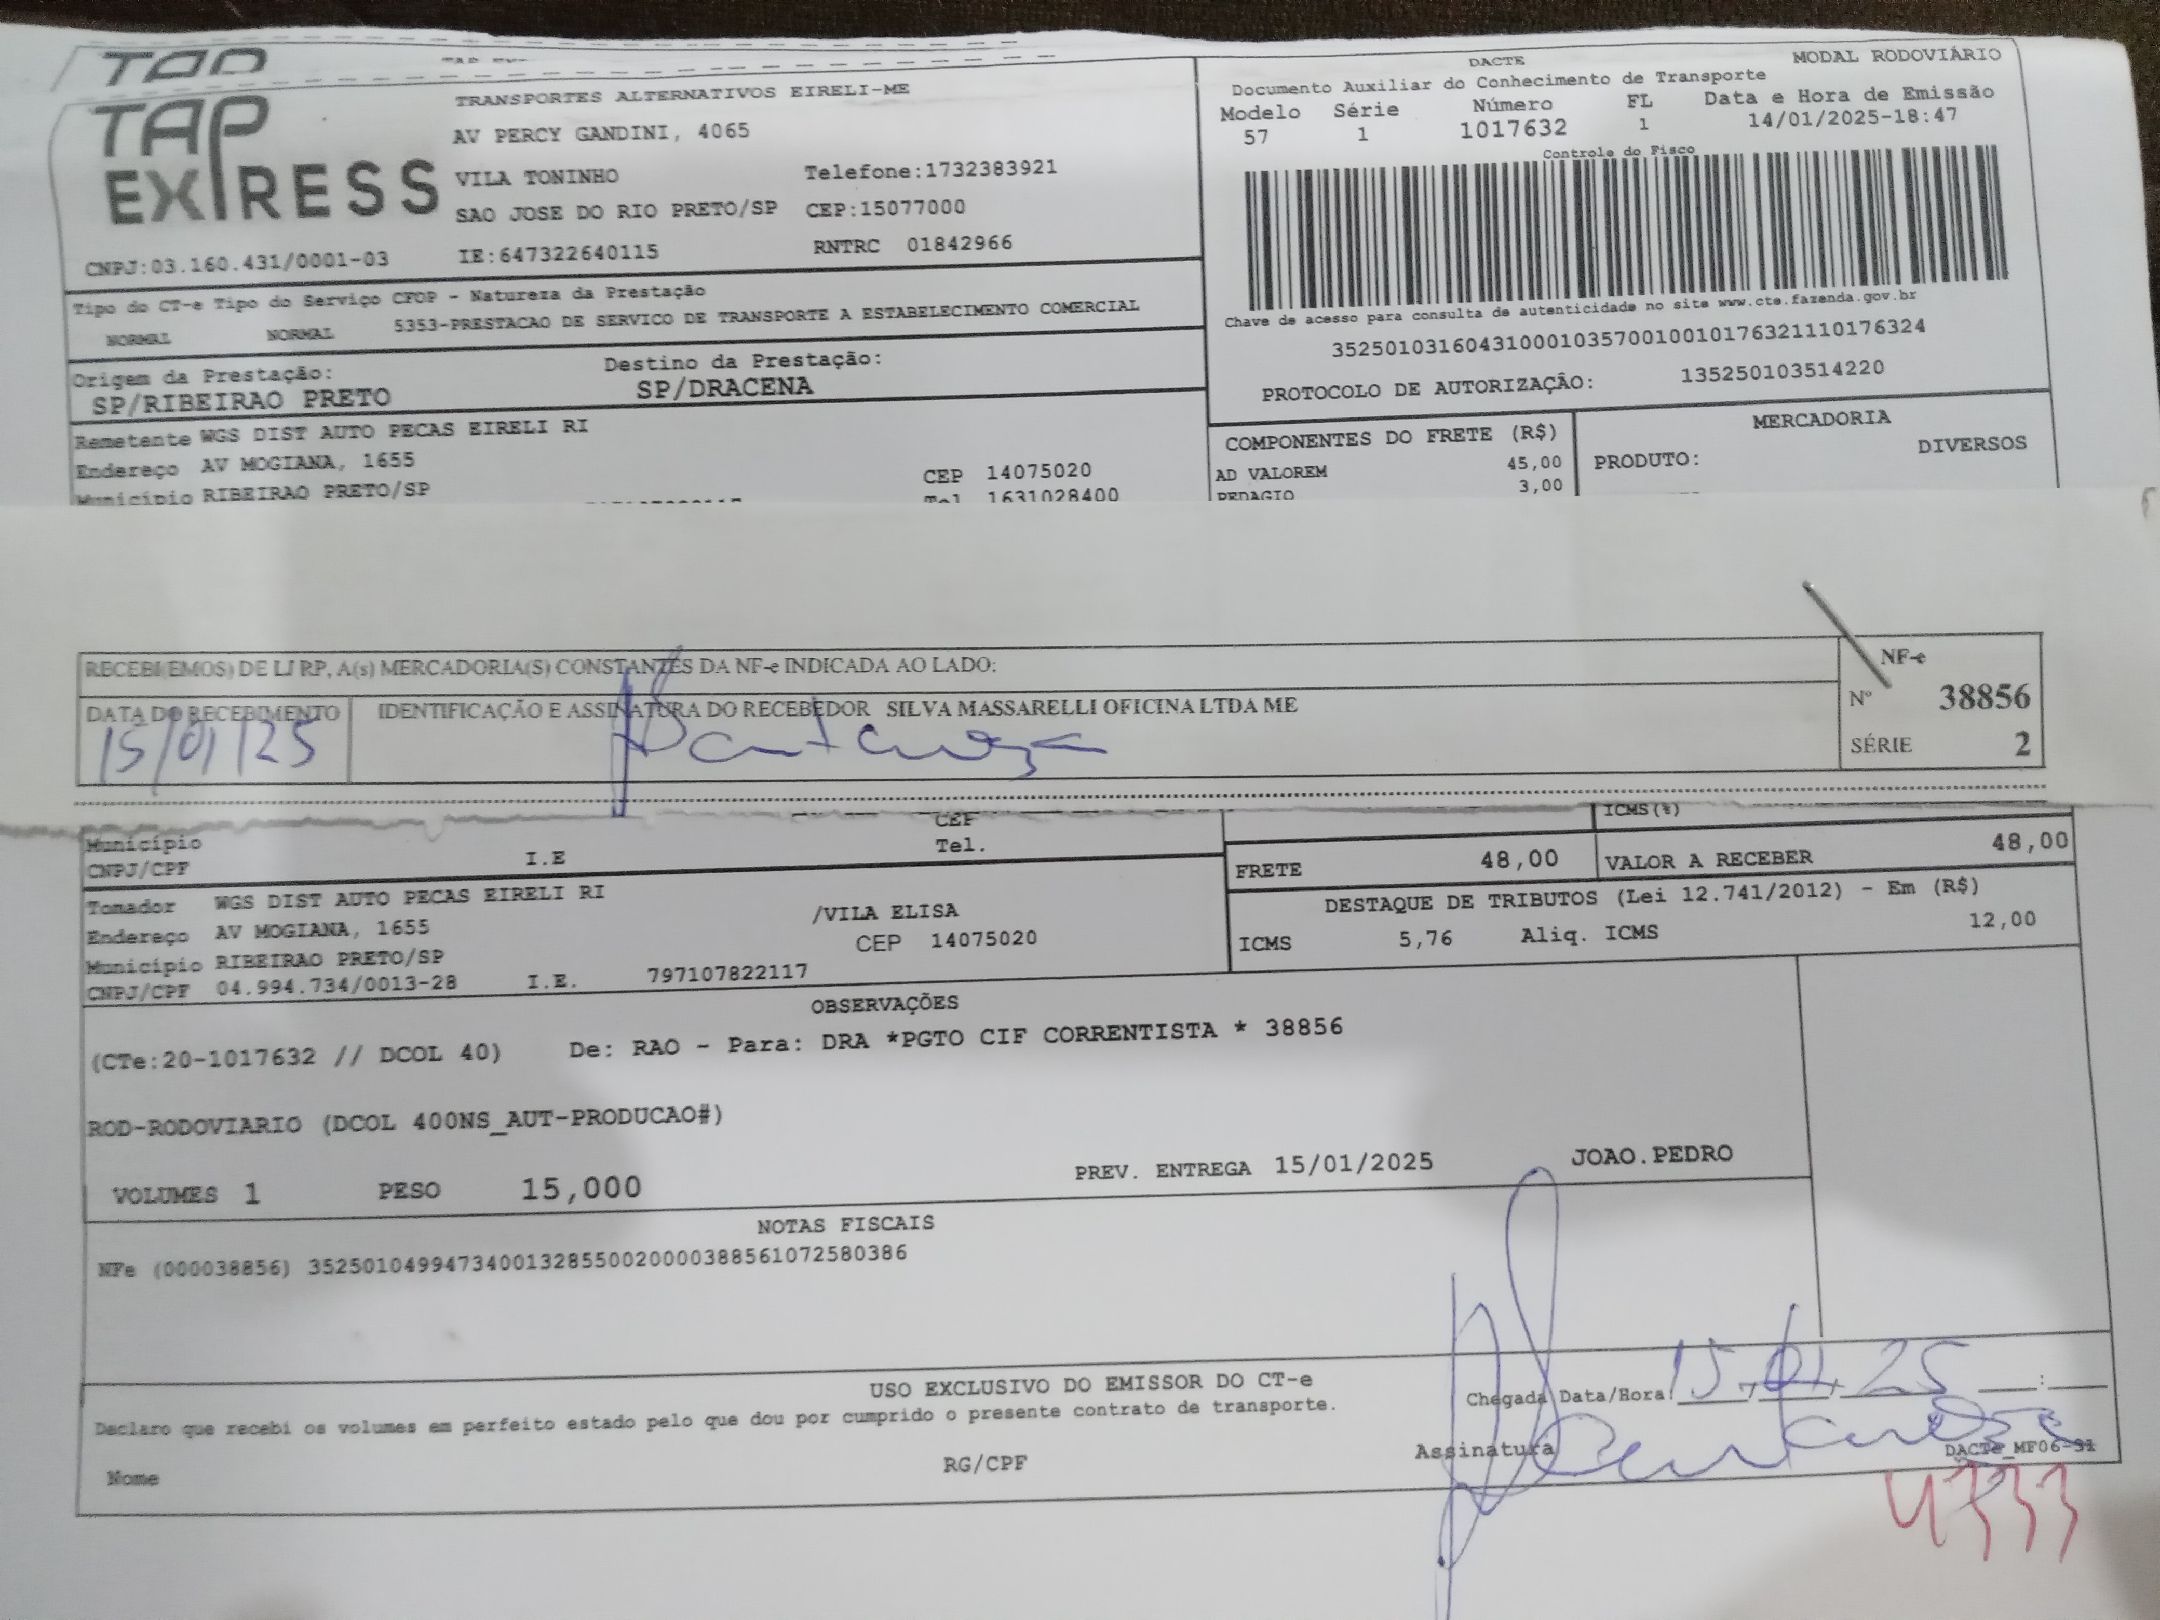 TAP
TAP EXPRESS
TRANSPORTES ALTERNATIVOS EIRELI-ME
AV PERCY GANDINI, 4065
VILA TONINHO Telefone:1732383921
SAO JOSE DO RIO PRETO/SP CEP:15077000
CNPJ:03.160.431/0001-03 IE:647322640115 RNTRC 01842966
DACTE MODAL RODOVIÁRIO
Documento Auxiliar do Conhecimento de Transporte
Modelo Série Número FL Data e Hora de Emissão
57 1 1017632 1 14/01/2025-18:47
Controle do Fisco
Chave de acesso para consulta de autenticidade no site www.cte.fazenda.gov.br
35250103160431000103570010010176321110176324
PROTOCOLO DE AUTORIZAÇÃO: 135250103514220
Tipo do CT-e Tipo do Serviço CFOP - Natureza da Prestação
NORMAL NORMAL 5353-PRESTACAO DE SERVICO DE TRANSPORTE A ESTABELECIMENTO COMERCIAL
Origem da Prestação: Destino da Prestação:
SP/RIBEIRAO PRETO SP/DRACENA
Remetente WGS DIST AUTO PECAS EIRELI RI
Endereço AV MOGIANA, 1655 CEP 14075020
Município RIBEIRAO PRETO/SP Tel 1631028400
COMPONENTES DO FRETE (R$) MERCADORIA
AD VALOREM 45,00 PRODUTO: DIVERSOS
PEDAGIO 3,00
RECEBI(EMOS) DE LJ RP, A(s) MERCADORIA(S) CONSTANTES DA NF-e INDICADA AO LADO:
DATA DO RECEBIMENTO IDENTIFICAÇÃO E ASSINATURA DO RECEBEDOR SILVA MASSARELLI OFICINA LTDA ME
15/01/25
NF-e
Nº 38856
SÉRIE 2
Município CEP
CNPJ/CPF I.E Tel.
ICMS(%)
FRETE 48,00 VALOR A RECEBER 48,00
Tomador WGS DIST AUTO PECAS EIRELI RI
Endereço AV MOGIANA, 1655 /VILA ELISA
Município RIBEIRAO PRETO/SP CEP 14075020
CNPJ/CPF 04.994.734/0013-28 I.E. 797107822117
DESTAQUE DE TRIBUTOS (Lei 12.741/2012) - Em (R$)
ICMS 5,76 Aliq. ICMS 12,00
OBSERVAÇÕES
(CTe:20-1017632 // DCOL 40) De: RAO - Para: DRA *PGTO CIF CORRENTISTA * 38856
ROD-RODOVIARIO (DCOL 400NS_AUT-PRODUCAO#)
VOLUMES 1 PESO 15,000 PREV. ENTREGA 15/01/2025 JOAO.PEDRO
NOTAS FISCAIS
NFe (000038856) 35250104994734001328550020000388561072580386
USO EXCLUSIVO DO EMISSOR DO CT-e
Declaro que recebi os volumes em perfeito estado pelo que dou por cumprido o presente contrato de transporte.
Chegada Data/Hora: 15 01 25 :
Nome RG/CPF Assinatura
DACTe_MF06-31